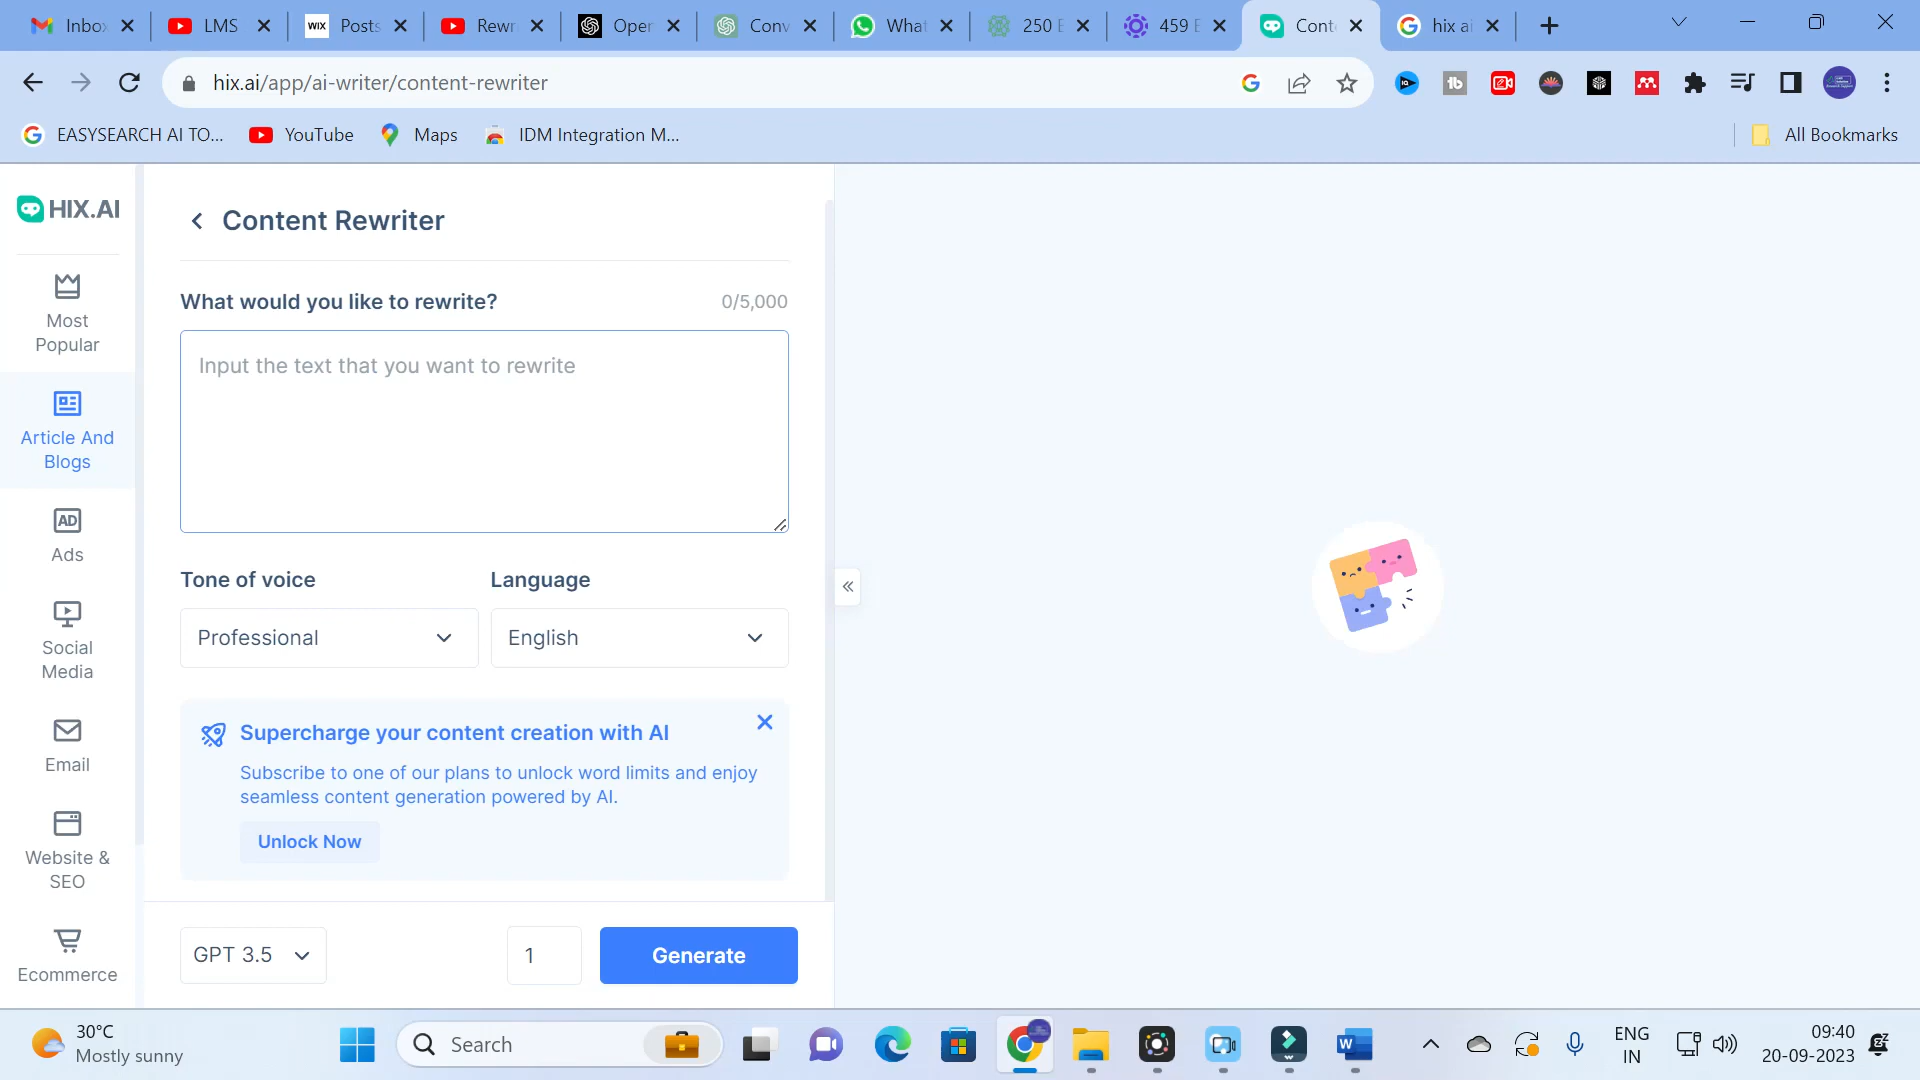 Inbo
LMS
WIX
Posts
Rewr
Oper
Conv
What
250 E
459 E
Cont
hix ai
hix.ai/app/ai-writer/content-rewriter
EASYSEARCH AI TO...
YouTube
Maps
IDM Integration M...
All Bookmarks
HIX.AI
Most
Popular
Article And
Blogs
AD
Ads
Social
Media
Email
Website &
SEO
Ecommerce
Content Rewriter
What would you like to rewrite?
0/5,000
Input the text that you want to rewrite
Tone of voice
Language
Professional
English
Supercharge your content creation with AI
Subscribe to one of our plans to unlock word limits and enjoy
seamless content generation powered by AI.
Unlock Now
GPT 3.5
1
Generate
30°C
Mostly sunny
Search
ENG
IN
09:40
20-09-2023